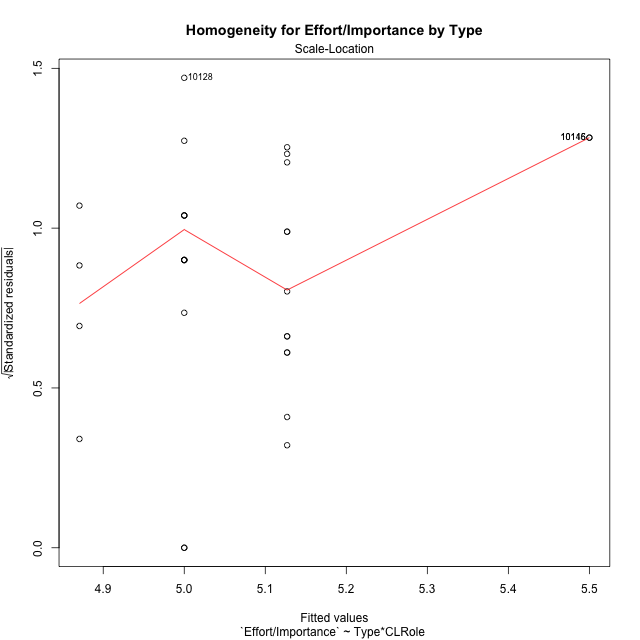 Homogeneity for Effort/Importance by Type
Scale-Location
1.5
1.0
0.5
0.0
√|Standardized residuals|
10128
10146
4.9
5.0
5.1
5.2
5.3
5.4
5.5
Fitted values
`Effort/Importance` ~ Type*CLRole